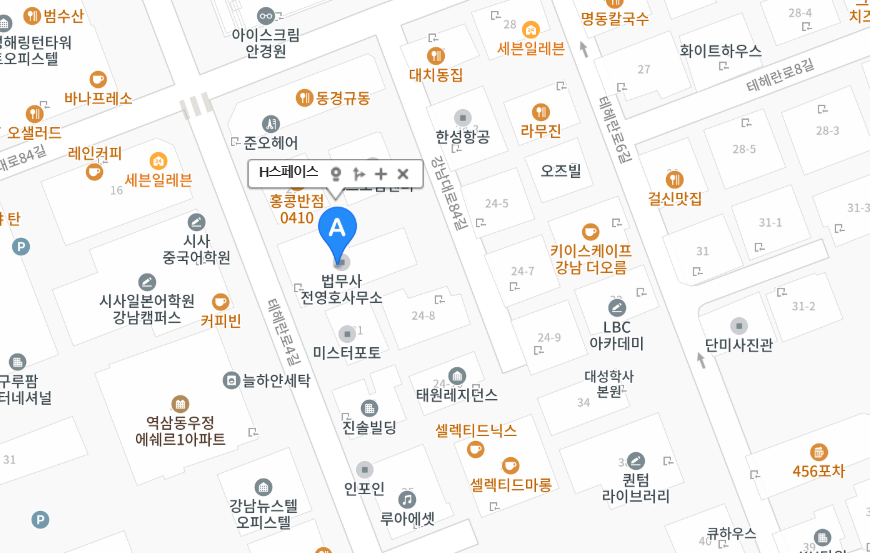 범수산
아이스크림
안경원
28
세븐일레븐
명동칼국수
28-4
오피스텔
바나프레소
대치동집
27
화이트하우스
테헤란로8길
오샐러드
동경규동
준오헤어
한성항공
라무진
테헤란로6길
28-3
28-5
레인커피
세븐일레븐
16
H스페이스
홍콩반점
0410
강남대로84길
오즈빌
걸신맛집
24-5
31-1
탄
P
시사
중국어학원
A
키이스케이프
강남 더오름
31
법무사
전영호사무소
24-7
시사일본어학원
강남캠퍼스
커피빈
테헤란로4길
24-8
LBC
아카데미
31-2
미스터포토
24-9
단미사진관
구루팜
터네셔널
늘하얀세탁
태원레지던스
대성학사
본원
34
역삼동우정
에쉐르1아파트
진솔빌딩
셀렉티드닉스
31
인포인
셀렉티드마롱
퀀텀
라이브러리
456포차
강남뉴스텔
오피스텔
루아에셋
P
큐하우스
40
39